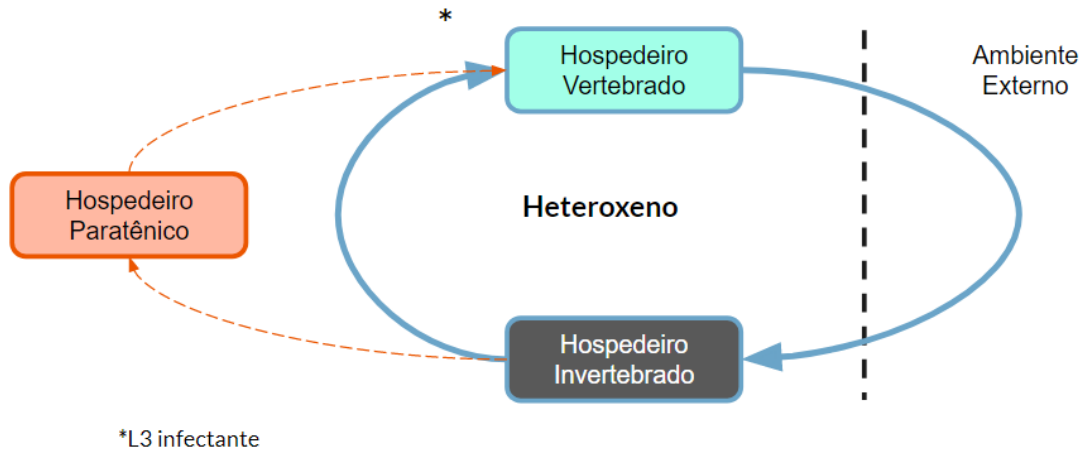 *
Hospedeiro
Vertebrado
Ambiente
Externo
Hospedeiro
Paratênico
Heteroxeno
Hospedeiro
Invertebrado
*L3 infectante